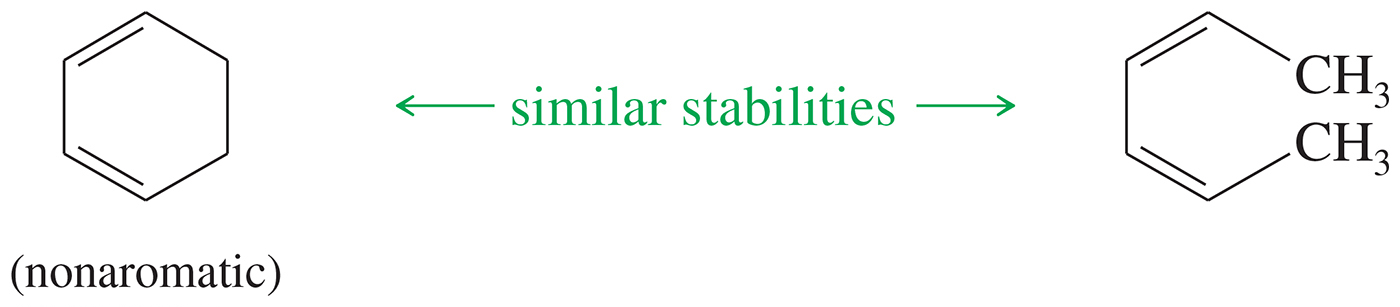 similar stabilities
CH₃
CH₃
(nonaromatic)